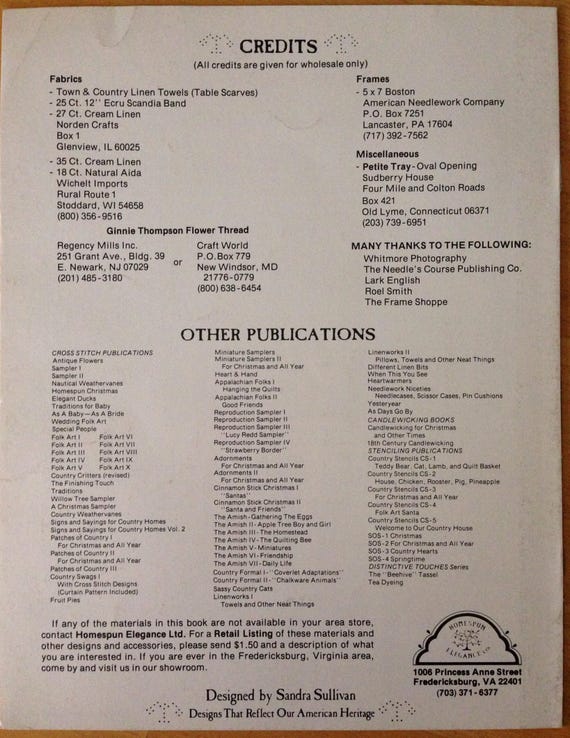 CREDITS
(All credits are given for wholesale only)
Fabrics
- Town & Country Linen Towels (Table Scarves)
- 25 Ct. 12'' Ecru Scandia Band
- 27 Ct. Cream Linen
Norden Crafts
Box 1
Glenview, IL 60025
- 35 Ct. Cream Linen
- 18 Ct. Natural Aida
Wichelt Imports
Rural Route 1
Stoddard, WI 54658
(800) 356-9516
Frames
- 5 x 7 Boston
American Needlework Company
P.O. Box 7251
Lancaster, PA 17604
(717) 392-7562
Miscellaneous
- Petite Tray-Oval Opening
Sudberry House
Four Mile and Colton Roads
Box 421
Old Lyme, Connecticut 06371
(203) 739-6951
Ginnie Thompson Flower Thread
Regency Mills Inc.
251 Grant Ave., Bldg. 39
E. Newark, NJ 07029
(201) 485-3180
or
Craft World
P.O.Box 779
New Windsor, MD
21776-0779
(800) 638-6454
MANY THANKS TO THE FOLLOWING:
Whitmore Photography
The Needle's Course Publishing Co.
Lark English
Roel Smith
The Frame Shoppe
OTHER PUBLICATIONS
CROSS STITCH PUBLICATIONS
Antique Flowers
Sampler I
Sampler II
Nautical Weathervanes
Homespun Christmas
Elegant Ducks
Traditions for Baby
As A Baby—As A Bride
Wedding Folk Art
Special People
Folk Art I Folk Art VI
Folk Art II Folk Art VII
Folk Art III Folk Art VIII
Folk Art IV Folk Art IX
Folk Art V Folk Art X
Country Critters (revised)
The Finishing Touch
Traditions
Willow Tree Sampler
A Christmas Sampler
Country Weathervanes
Signs and Sayings for Country Homes
Signs and Sayings for Country Homes Vol. 2
Patches of Country I
For Christmas and All Year
Patches of Country II
For Christmas and All Year
Patches of Country III
Country Swags I
With Cross Stitch Designs
(Curtain Pattern Included)
Fruit Pies
Miniature Samplers
Miniature Samplers II
For Christmas and All Year
Heart & Hand
Appalachian Folks I
Hanging the Quilts
Appalachian Folks II
Good Friends
Reproduction Sampler I
Reproduction Sampler II
Reproduction Sampler III
"Lucy Redd Sampler"
Reproduction Sampler IV
"Strawberry Border"
Adornments
For Christmas and All Year
Adornments II
For Christmas and All Year
Cinnamon Stick Christmas I
"Santas"
Cinnamon Stick Christmas II
"Santa and Friends"
The Amish-Gathering The Eggs
The Amish II-Apple Tree Boy and Girl
The Amish III-The Homestead
The Amish IV-The Quilting Bee
The Amish V-Miniatures
The Amish VI-Friendship
The Amish VII-Daily Life
Country Formal I-"Coverlet Adaptations"
Country Formal II-"Chalkware Animals"
Sassy Country Cats
Linenworks I
Towels and Other Neat Things
Linenworks II
Pillows, Towels and Other Neat Things
Different Linen Bits
When This You See
Heartwarmers
Needlework Niceties
Needlecases, Scissor Cases, Pin Cushions
Yesteryear
As Days Go By
CANDLEWICKING BOOKS
Candlewicking for Christmas
and Other Times
18th Century Candlewicking
STENCILING PUBLICATIONS
Country Stencils CS-1
Teddy Bear, Cat, Lamb, and Quilt Basket
Country Stencils CS-2
House, Chicken, Rooster, Pig, Pineapple
Country Stencils CS-3
For Christmas and All Year
Country Stencils CS-4
Folk Art Santa
Country Stencils CS-5
Welcome to Our Country House
SOS-1 Christmas
SOS-2 For Christmas and All Year
SOS-3 Country Hearts
SOS-4 Springtime
DISTINCTIVE TOUCHES Series
The "Beehive" Tassel
Tea Dyeing
If any of the materials in this book are not available in your area store,
contact Homespun Elegance Ltd. For a Retail Listing of these materials and
other designs and accessories, please send $1.50 and a description of what
you are interested in. If you are ever in the Fredericksburg, Virginia area,
come by and visit us in our showroom.
HOMESPUN
ELEGANCE LTD
1006 Princess Anne Street
Fredericksburg, VA 22401
(703) 371-6377
Designed by Sandra Sullivan
Designs That Reflect Our American Heritage